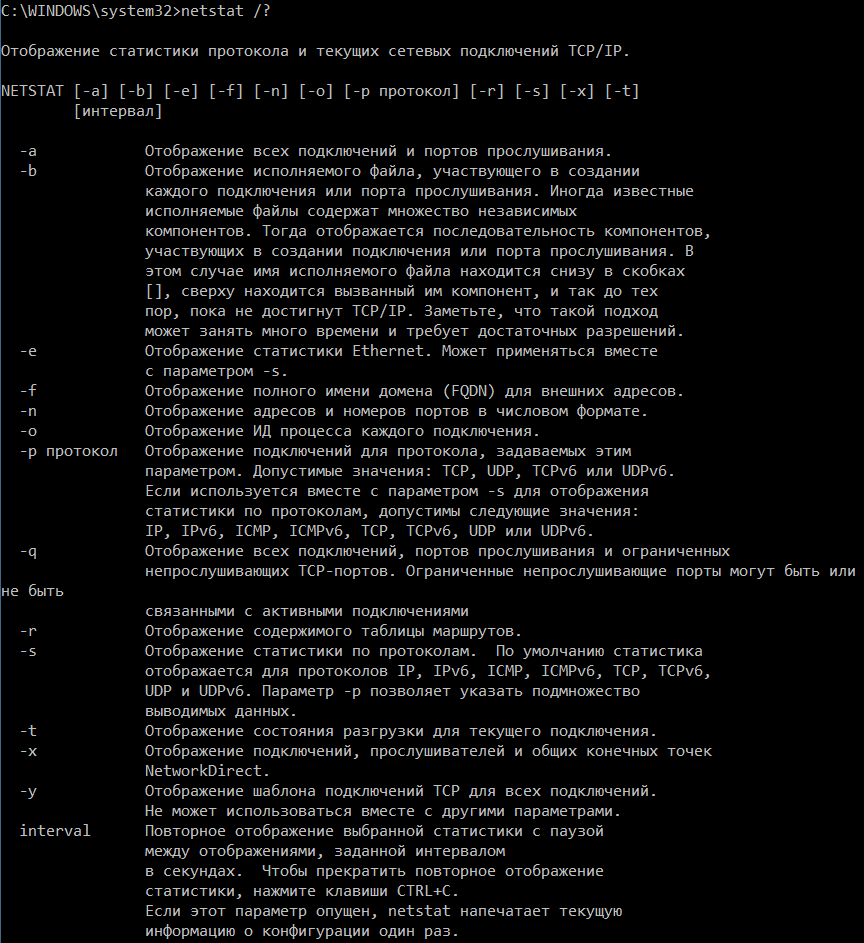 C:\WINDOWS\system32>netstat /?
Отображение статистики протокола и текущих сетевых подключений TCP/IP.
NETSTAT [-a] [-b] [-e] [-f] [-n] [-o] [-p протокол] [-r] [-s] [-x] [-t]
[интервал]
-a Отображение всех подключений и портов прослушивания.
-b Отображение исполняемого файла, участвующего в создании
каждого подключения или порта прослушивания. Иногда известные
исполняемые файлы содержат множество независимых
компонентов. Тогда отображается последовательность компонентов,
участвующих в создании подключения или порта прослушивания. В
этом случае имя исполняемого файла находится снизу в скобках
[], сверху находится вызванный им компонент, и так до тех
пор, пока не достигнут TCP/IP. Заметьте, что такой подход
может занять много времени и требует достаточных разрешений.
-e Отображение статистики Ethernet. Может применяться вместе
с параметром -s.
-f Отображение полного имени домена (FQDN) для внешних адресов.
-n Отображение адресов и номеров портов в числовом формате.
-o Отображение ИД процесса каждого подключения.
-p протокол Отображение подключений для протокола, задаваемых этим
параметром. Допустимые значения: TCP, UDP, TCPv6 или UDPv6.
Если используется вместе с параметром -s для отображения
статистики по протоколам, допустимы следующие значения:
IP, IPv6, ICMP, ICMPv6, TCP, TCPv6, UDP или UDPv6.
-q Отображение всех подключений, портов прослушивания и ограниченных
непрослушивающих TCP-портов. Ограниченные непрослушивающие порты могут быть или
не быть
связанными с активными подключениями
-r Отображение содержимого таблицы маршрутов.
-s Отображение статистики по протоколам.  По умолчанию статистика
отображается для протоколов IP, IPv6, ICMP, ICMPv6, TCP, TCPv6,
UDP и UDPv6. Параметр -p позволяет указать подмножество
выводимых данных.
-t Отображение состояния разгрузки для текущего подключения.
-x Отображение подключений, прослушивателей и общих конечных точек
NetworkDirect.
-y Отображение шаблона подключений TCP для всех подключений.
Не может использоваться вместе с другими параметрами.
interval Повторное отображение выбранной статистики с паузой
между отображениями, заданной интервалом
в секундах.  Чтобы прекратить повторное отображение
статистики, нажмите клавиши CTRL+C.
Если этот параметр опущен, netstat напечатает текущую
информацию о конфигурации один раз.